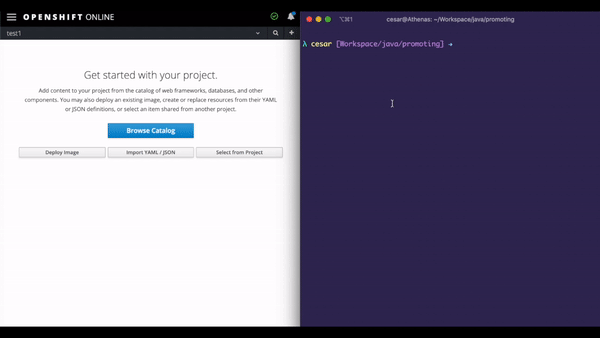 OPENSHIFT ONLINE
test1
Get started with your project.
Add content to your project from the catalog of web frameworks, databases, and other
components. You may also deploy an existing image, create or replace resources from their YAML
or JSON definitions, or select an item shared from another project.
Browse Catalog
Deploy Image
Import YAML / JSON
Select from Project
⌥⌘1
cesar@Athenas: ~/Workspace/java/promoting
λ cesar [Workspace/java/promoting] →